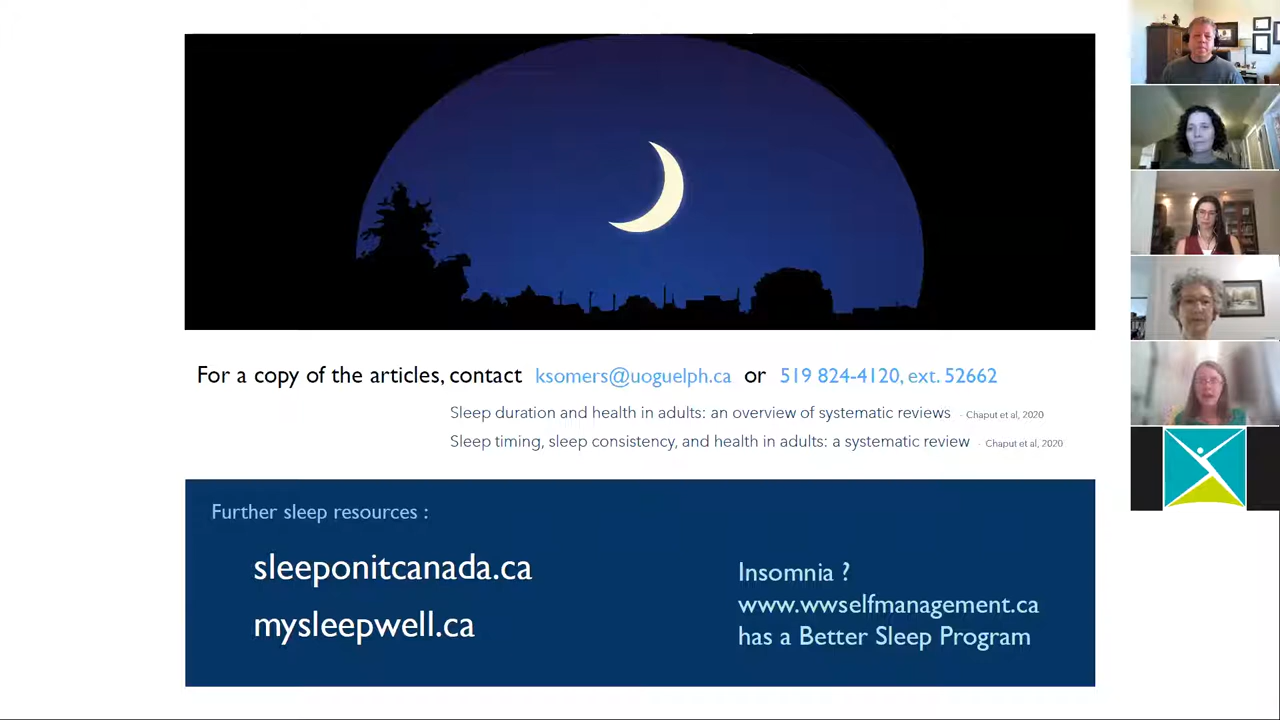 For a copy of the articles, contact ksomers@uoguelph.ca or 519 824-4120, ext. 52662
Sleep duration and health in adults: an overview of systematic reviews - Chaput et al, 2020
Sleep timing, sleep consistency, and health in adults: a systematic review - Chaput et al, 2020
Further sleep resources :
sleeponitcanada.ca
mysleepwell.ca
Insomnia ?
www.wwselfmanagement.ca
has a Better Sleep Program